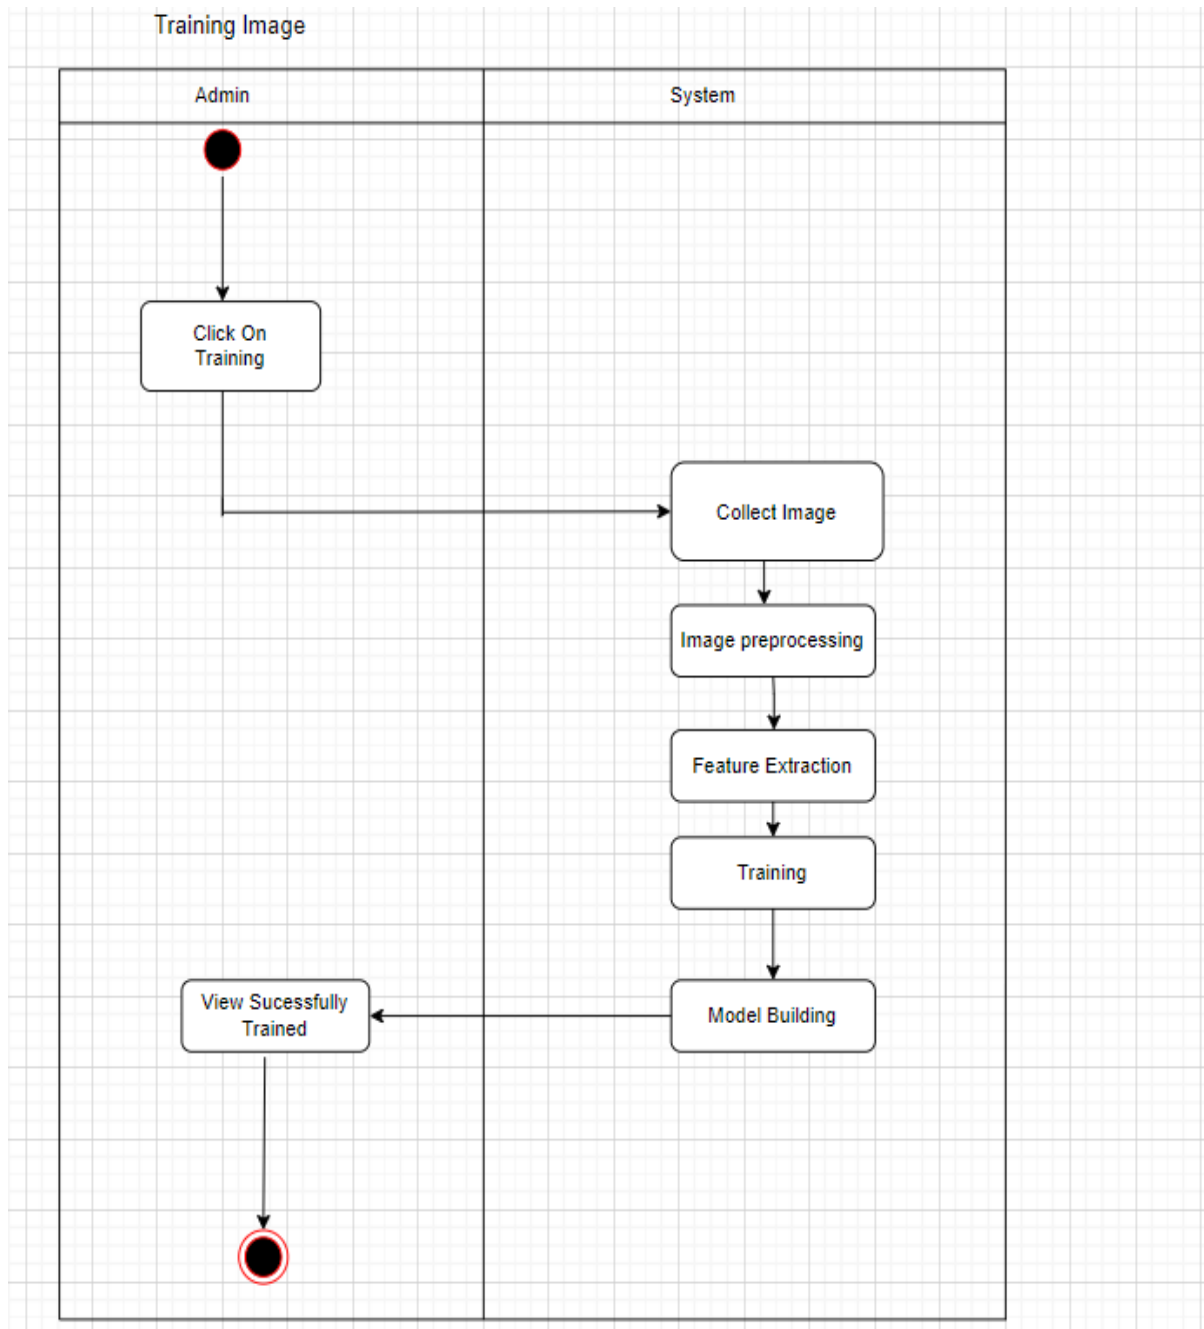 Training Image
Admin
System
Click On
Training
Collect Image
Image preprocessing
Feature Extraction
Training
Model Building
View Sucessfully
Trained